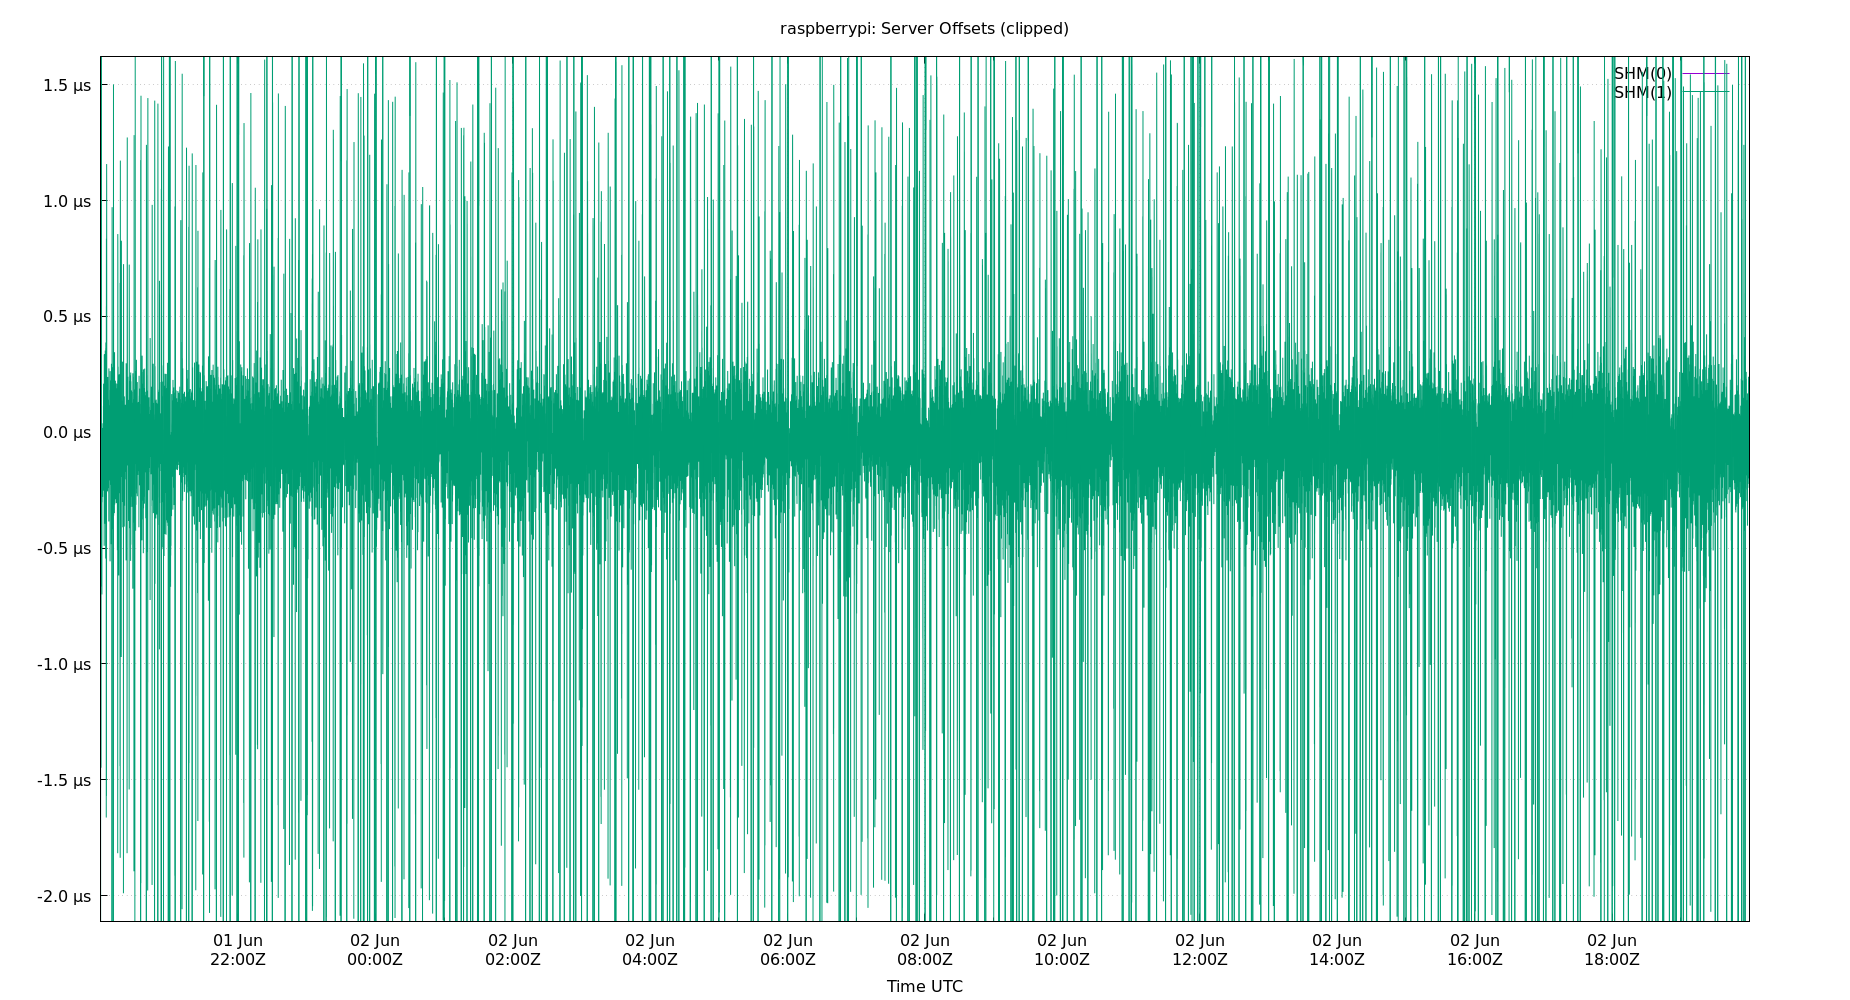 raspberrypi: Server Offsets (clipped)
SHM(0)
SHM(1)
1.5 µs
1.0 µs
0.5 µs
0.0 µs
-0.5 µs
-1.0 µs
-1.5 µs
-2.0 µs
01 Jun 02 Jun 02 Jun 02 Jun 02 Jun 02 Jun 02 Jun 02 Jun 02 Jun 02 Jun 02 Jun
22:00Z 00:00Z 02:00Z 04:00Z 06:00Z 08:00Z 10:00Z 12:00Z 14:00Z 16:00Z 18:00Z
Time UTC